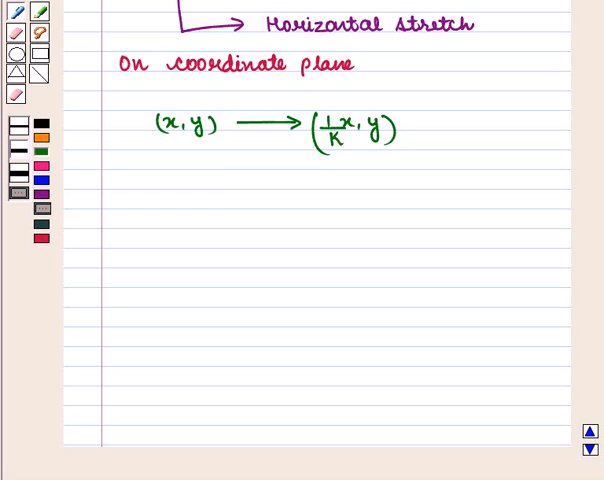 Horizontal stretch
On coordinate plane
(x, y) ⟶ (1/K x, y)